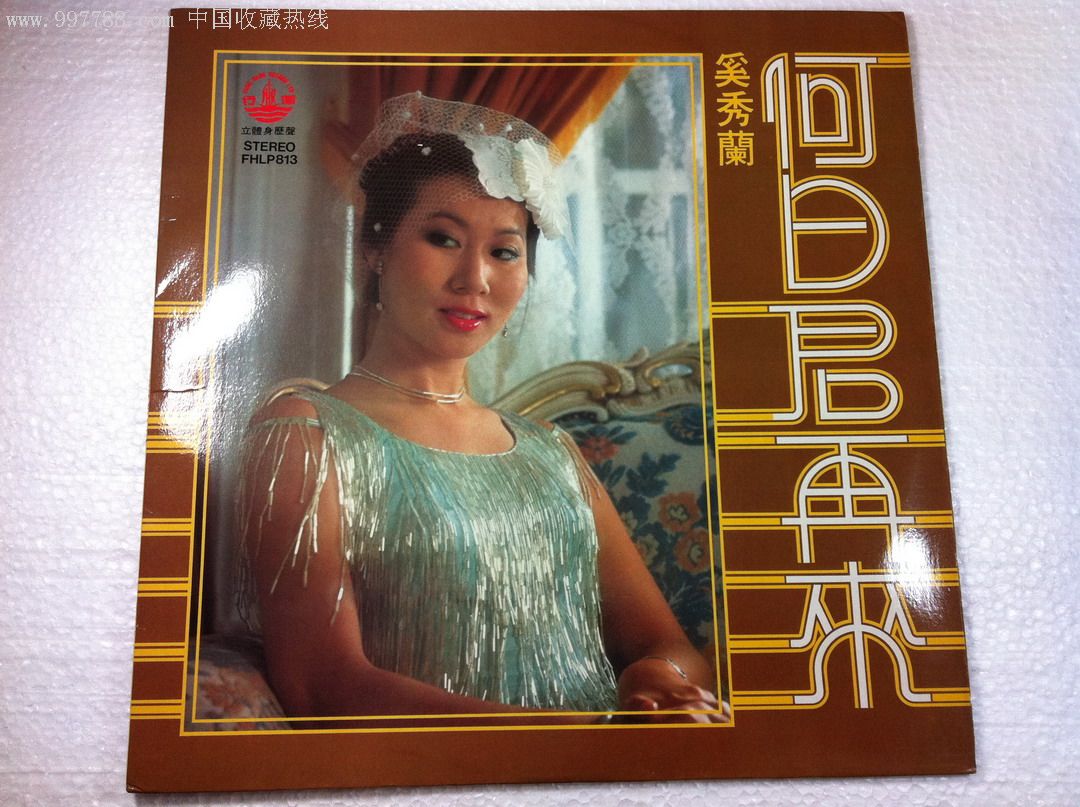 www.997788.com 中国收藏热线
立體身歷聲
STEREO
FHLP813
奚秀蘭
何日君再來